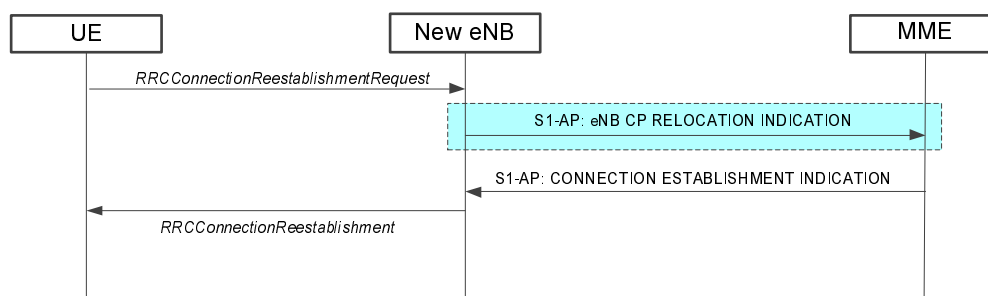 UE
New eNB
MME
RRCConnectionReestablishmentRequest
S1-AP: eNB CP RELOCATION INDICATION
S1-AP: CONNECTION ESTABLISHMENT INDICATION
RRCConnectionReestablishment